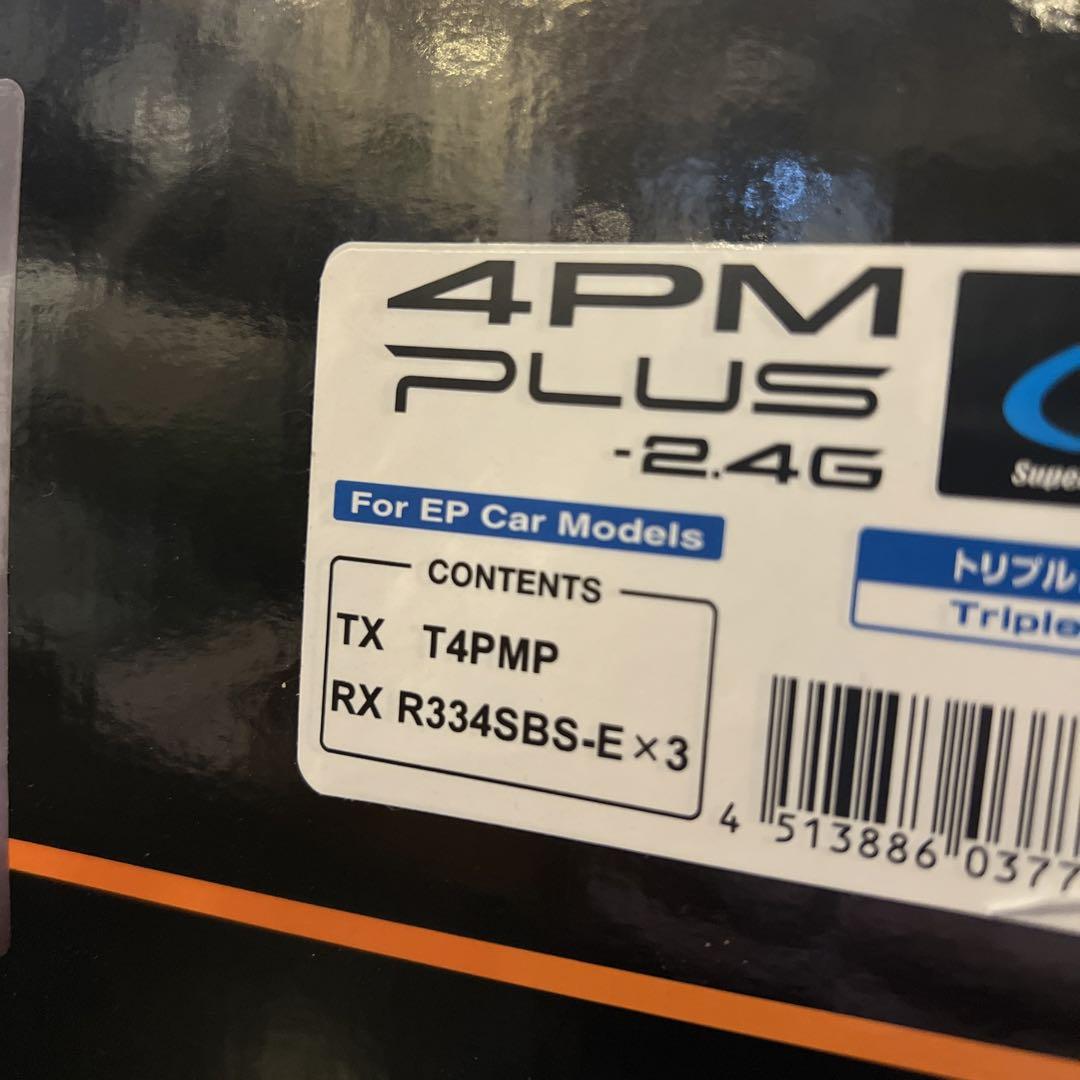 4PM
PLUS
-2.4G
For EP Car Models
CONTENTS
TX T4PMP
RX R334SBS-E×3
Super
トリプル
Triple
4 513886 0377